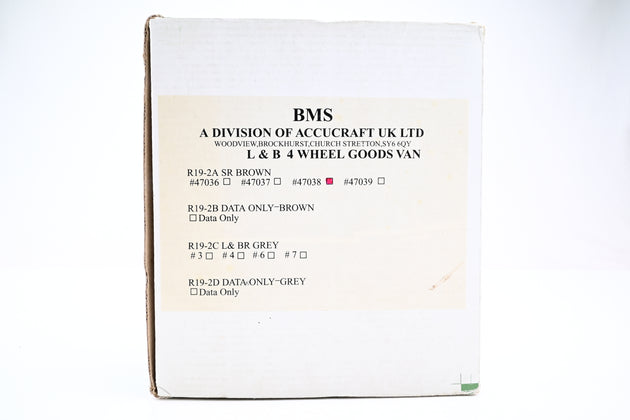 BMS
A DIVISION OF ACCUCRAFT UK LTD
WOODVIEW,BROCKHURST,CHURCH STRETTON,SY6 6QY
L & B 4 WHEEL GOODS VAN
R19-2A SR BROWN
#47036 ☐ #47037 ☐ #47038 ■ #47039 ☐
R19-2B DATA ONLY-BROWN
☐ Data Only
R19-2C L& BR GREY
# 3 ☐ # 4 ☐ # 6 ☐ # 7 ☐
R19-2D DATA ONLY-GREY
☐ Data Only